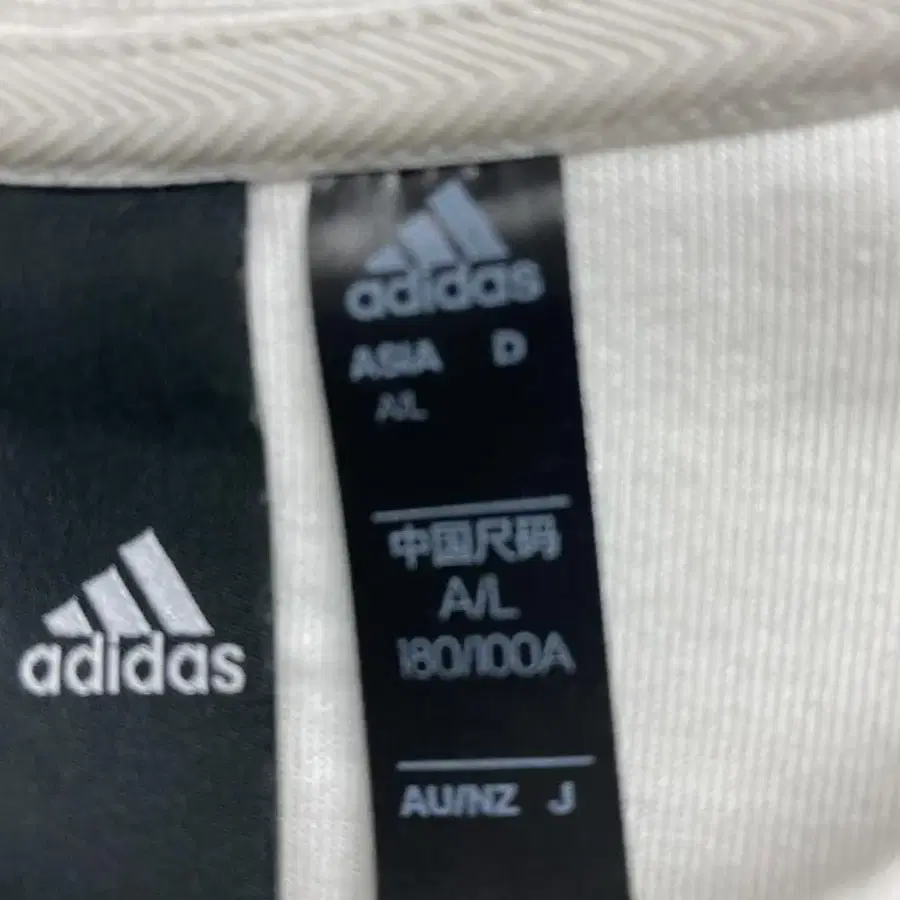 adidas
adidas
ASIA D
A/L
中国尺码
A/L
180/100A
AU/NZ J